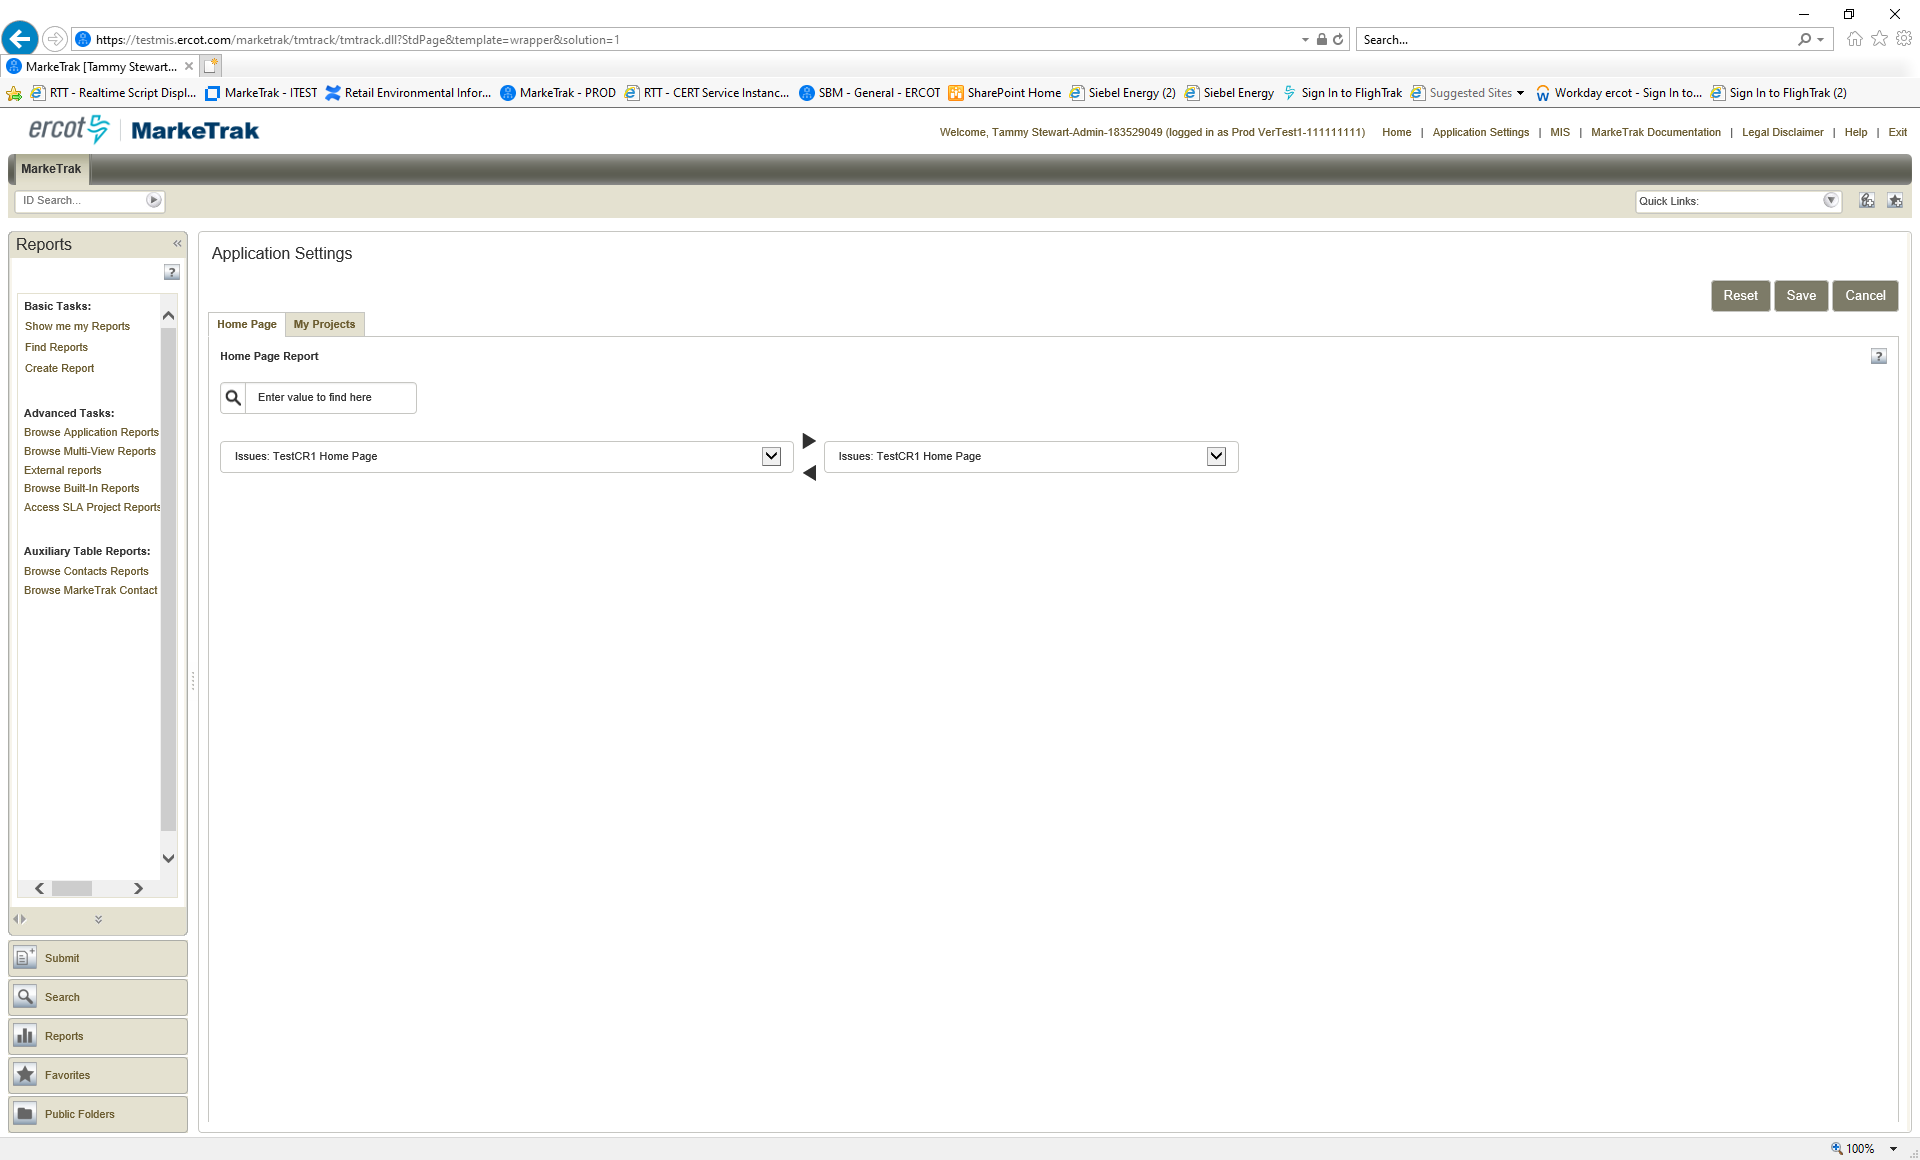 https://testmis.ercot.com/marketrak/tmtrack/tmtrack.dll?StdPage&template=wrapper&solution=1
Search...
MarkeTrak [Tammy Stewart...
RTT - Realtime Script Displ...
MarkeTrak - ITEST
Retail Environmental Infor...
MarkeTrak - PROD
RTT - CERT Service Instanc...
SBM - General - ERCOT
SharePoint Home
Siebel Energy (2)
Siebel Energy
Sign In to FlighTrak
Suggested Sites
Workday ercot - Sign In to...
Sign In to FlighTrak (2)
ercot MarkeTrak
Welcome, Tammy Stewart-Admin-183529049 (logged in as Prod VerTest1-111111111) Home | Application Settings | MIS | MarkeTrak Documentation | Legal Disclaimer | Help | Exit
MarkeTrak
ID Search...
Quick Links:
Reports
?
Basic Tasks:
Show me my Reports
Find Reports
Create Report
Advanced Tasks:
Browse Application Reports
Browse Multi-View Reports
External reports
Browse Built-In Reports
Access SLA Project Reports
Auxiliary Table Reports:
Browse Contacts Reports
Browse MarkeTrak Contact
Submit
Search
Reports
Favorites
Public Folders
Application Settings
Reset Save Cancel
Home Page My Projects
Home Page Report
?
Enter value to find here
Issues: TestCR1 Home Page
Issues: TestCR1 Home Page
100%